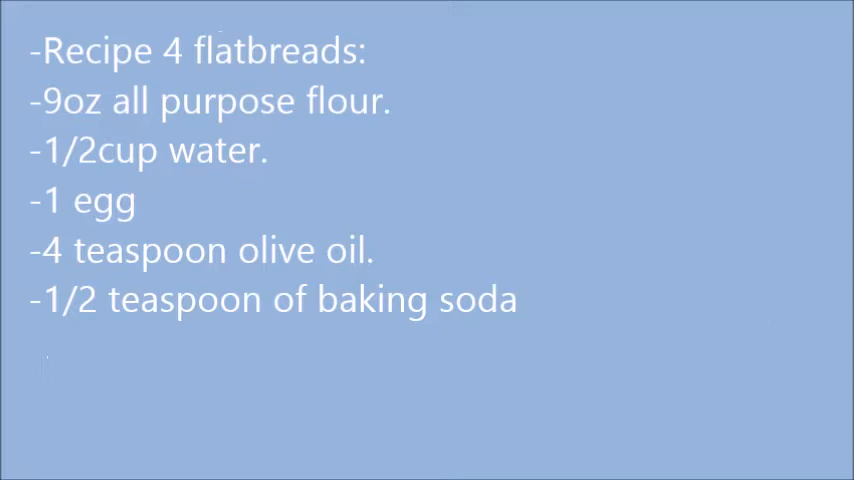 -Recipe 4 flatbreads:
-9oz all purpose flour.
-1/2cup water.
-1 egg
-4 teaspoon olive oil.
-1/2 teaspoon of baking soda